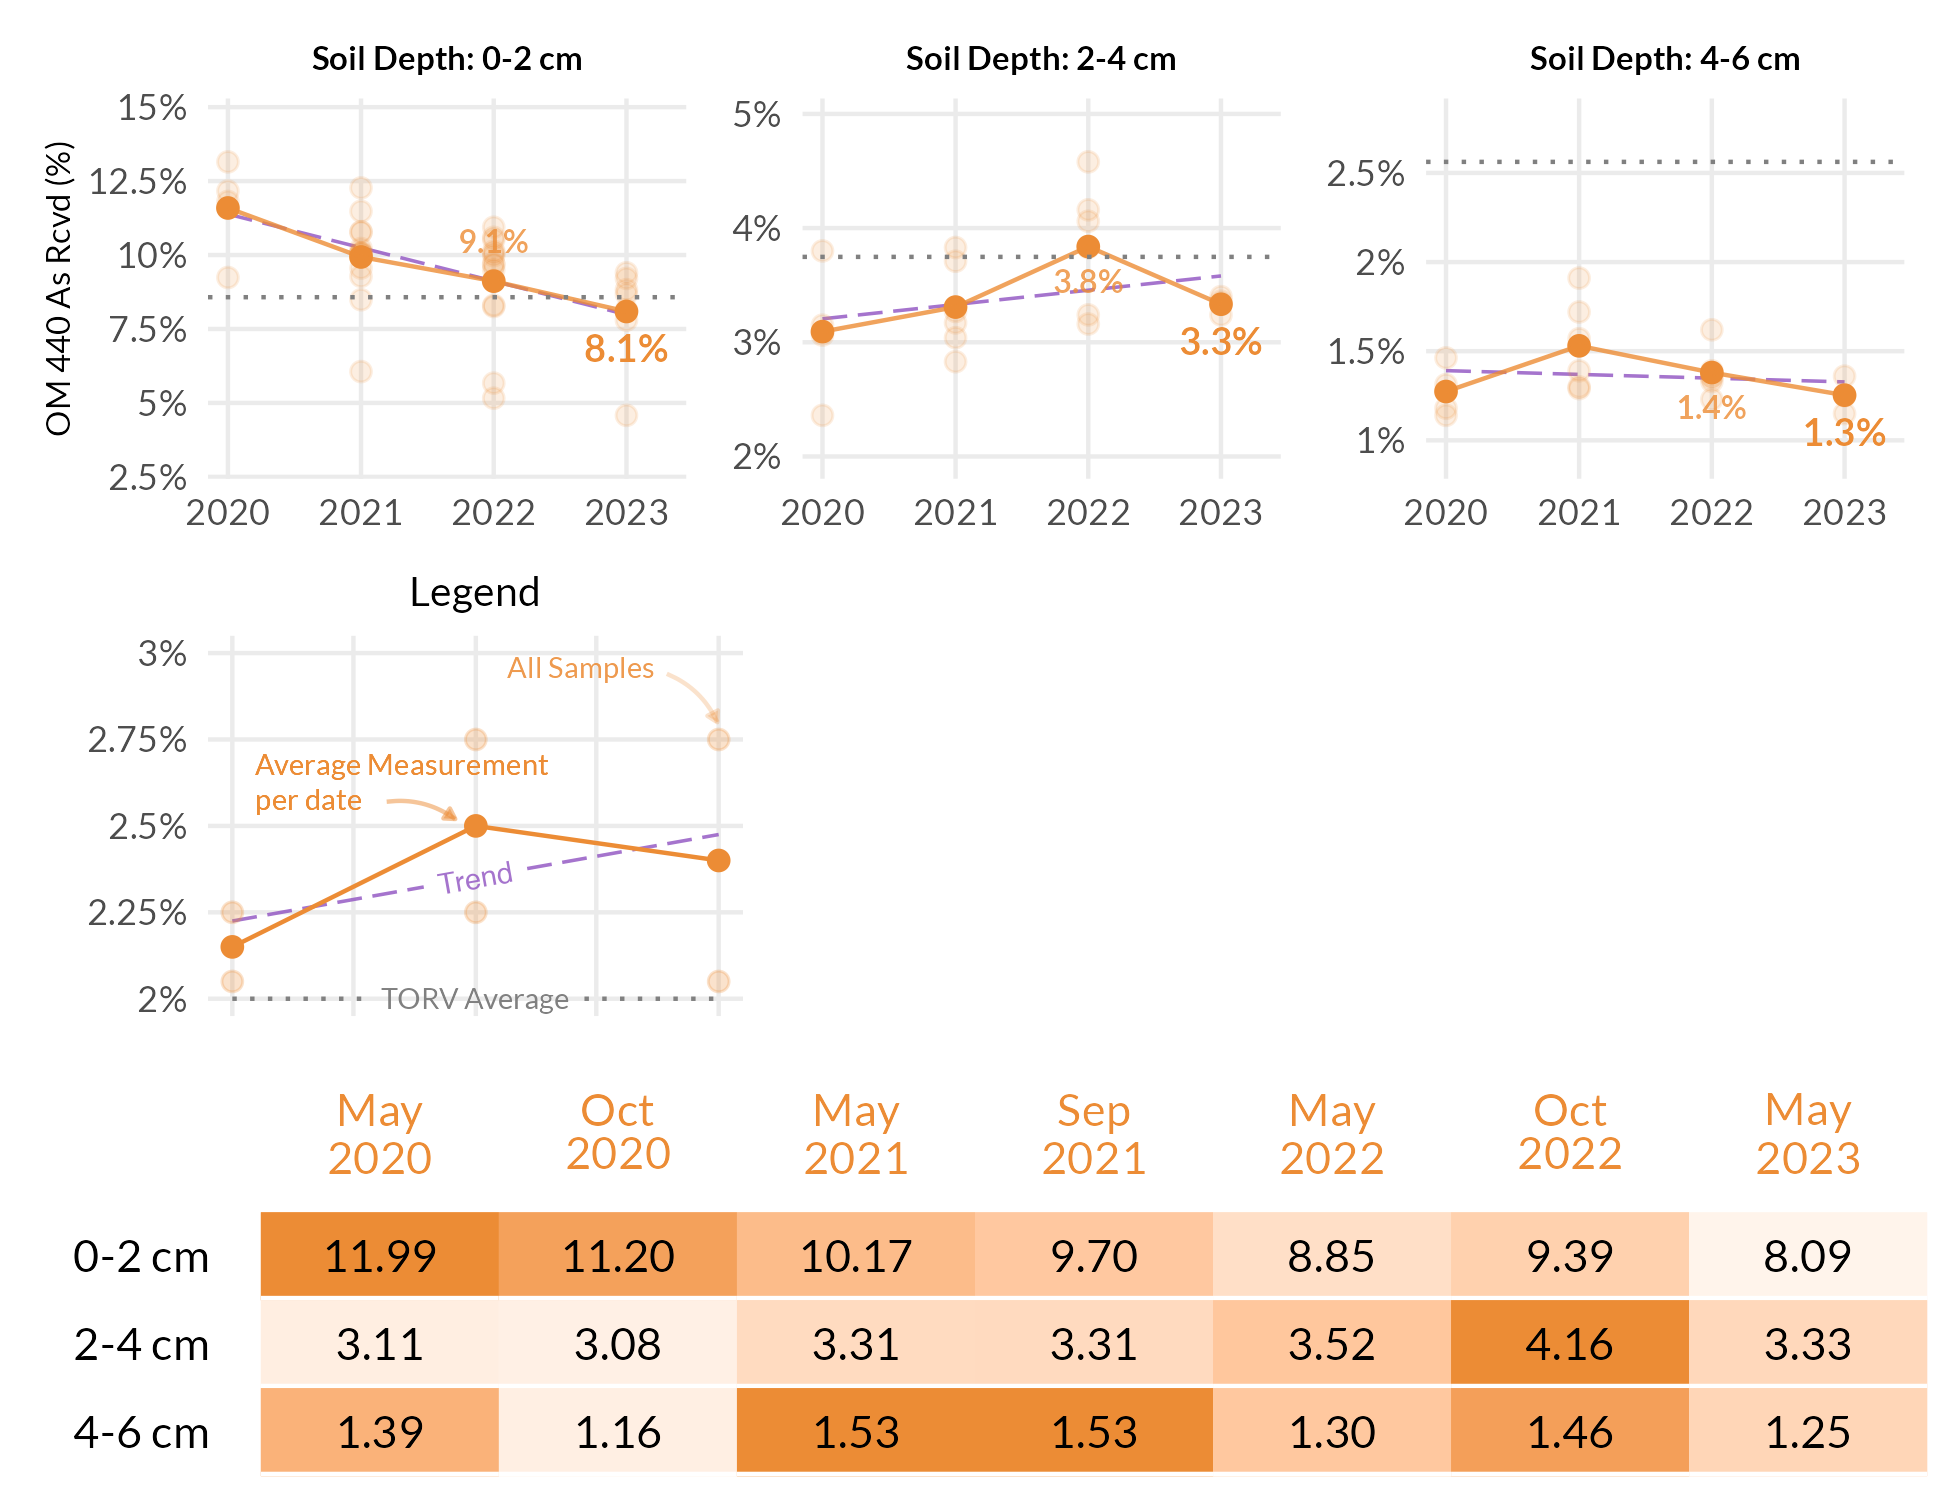 Soil Depth: 0-2 cm
Soil Depth: 2-4 cm
Soil Depth: 4-6 cm
OM 440 As Rcvd (%)
15%
12.5%
10%
7.5%
5%
2.5%
9.1%
8.1%
2020 2021 2022 2023
5%
4%
3%
2%
3.8%
3.3%
2020 2021 2022 2023
2.5%
2%
1.5%
1%
1.4%
1.3%
2020 2021 2022 2023
Legend
3%
2.75%
2.5%
2.25%
2%
All Samples
Average Measurement
per date
Trend
TORV Average
May Oct May Sep May Oct May
2020 2020 2021 2021 2022 2022 2023
0-2 cm 11.99 11.20 10.17 9.70 8.85 9.39 8.09
2-4 cm 3.11 3.08 3.31 3.31 3.52 4.16 3.33
4-6 cm 1.39 1.16 1.53 1.53 1.30 1.46 1.25